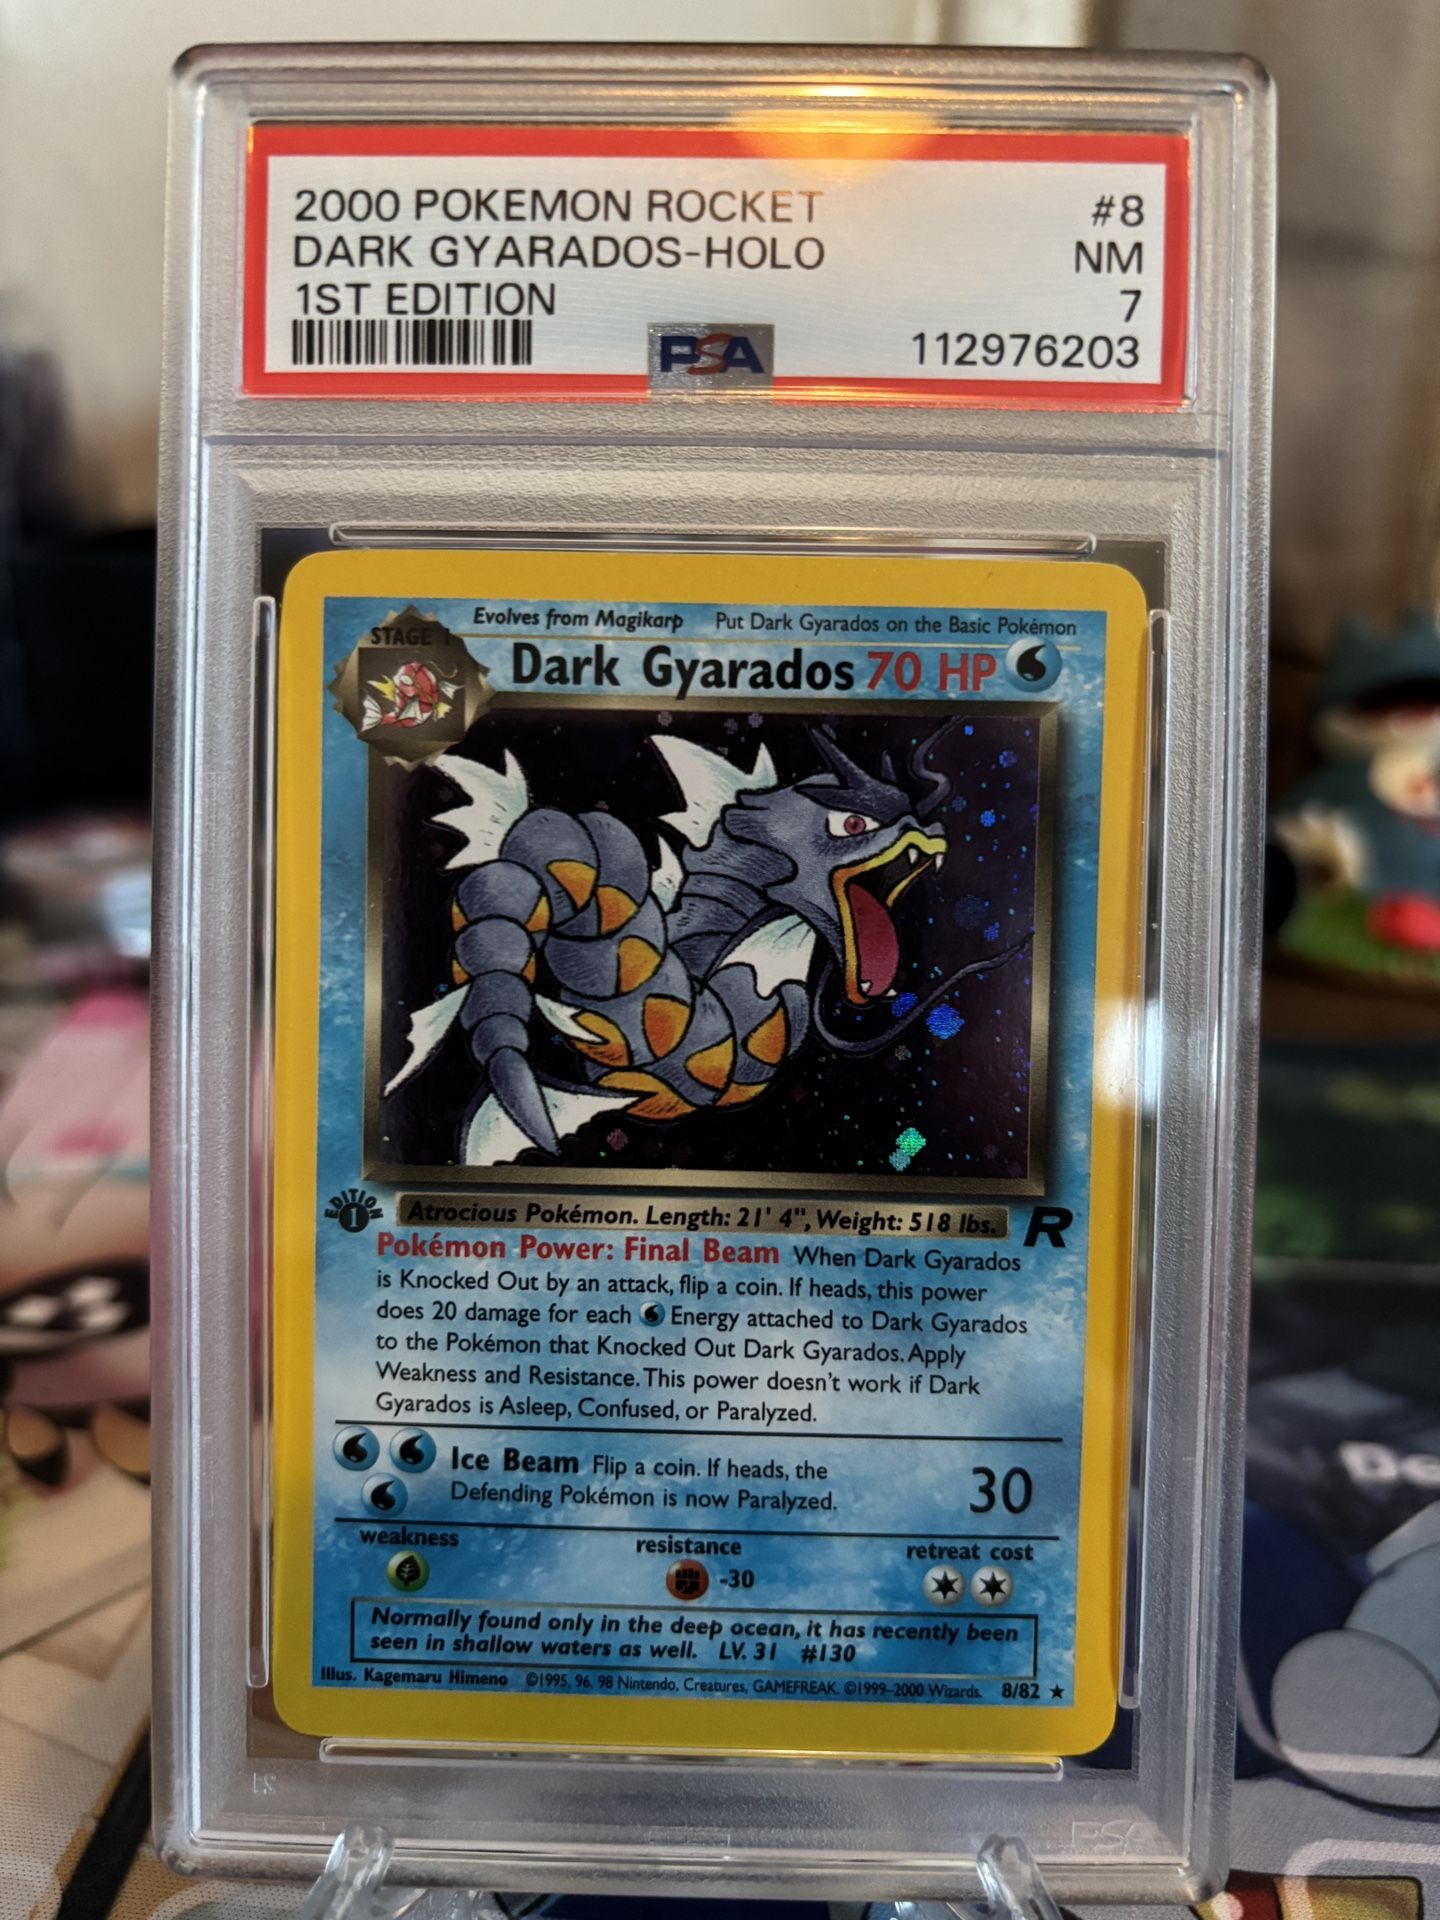 2000 POKEMON ROCKET #8
DARK GYARADOS-HOLO NM
1ST EDITION 7
PSA 112976203
STAGE 1 Evolves from Magikarp Put Dark Gyarados on the Basic Pokémon
Dark Gyarados 70 HP
EDITION 1 Atrocious Pokémon. Length: 21' 4", Weight: 518 lbs. R
Pokémon Power: Final Beam When Dark Gyarados
is Knocked Out by an attack, flip a coin. If heads, this power
does 20 damage for each Energy attached to Dark Gyarados
to the Pokémon that Knocked Out Dark Gyarados. Apply
Weakness and Resistance. This power doesn't work if Dark
Gyarados is Asleep, Confused, or Paralyzed.
Ice Beam Flip a coin. If heads, the
Defending Pokémon is now Paralyzed. 30
weakness resistance retreat cost
-30
Normally found only in the deep ocean, it has recently been
seen in shallow waters as well. LV. 31 #130
Illus. Kagemaru Himeno ©1995, 96, 98 Nintendo, Creatures, GAMEFREAK. ©1999-2000 Wizards. 8/82 ★
PSA